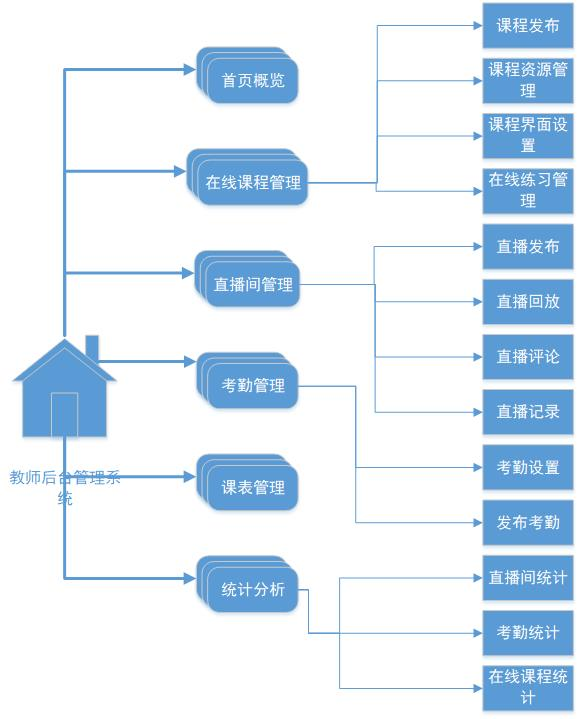 课程发布
课程资源管
理
首页概览
课程界面设
置
在线课程管理
在线练习管
理
直播发布
直播间管理
直播回放
直播评论
考勤管理
直播记录
考勤设置
教师后台管理系
统
课表管理
发布考勤
直播间统计
统计分析
考勤统计
在线课程统
计